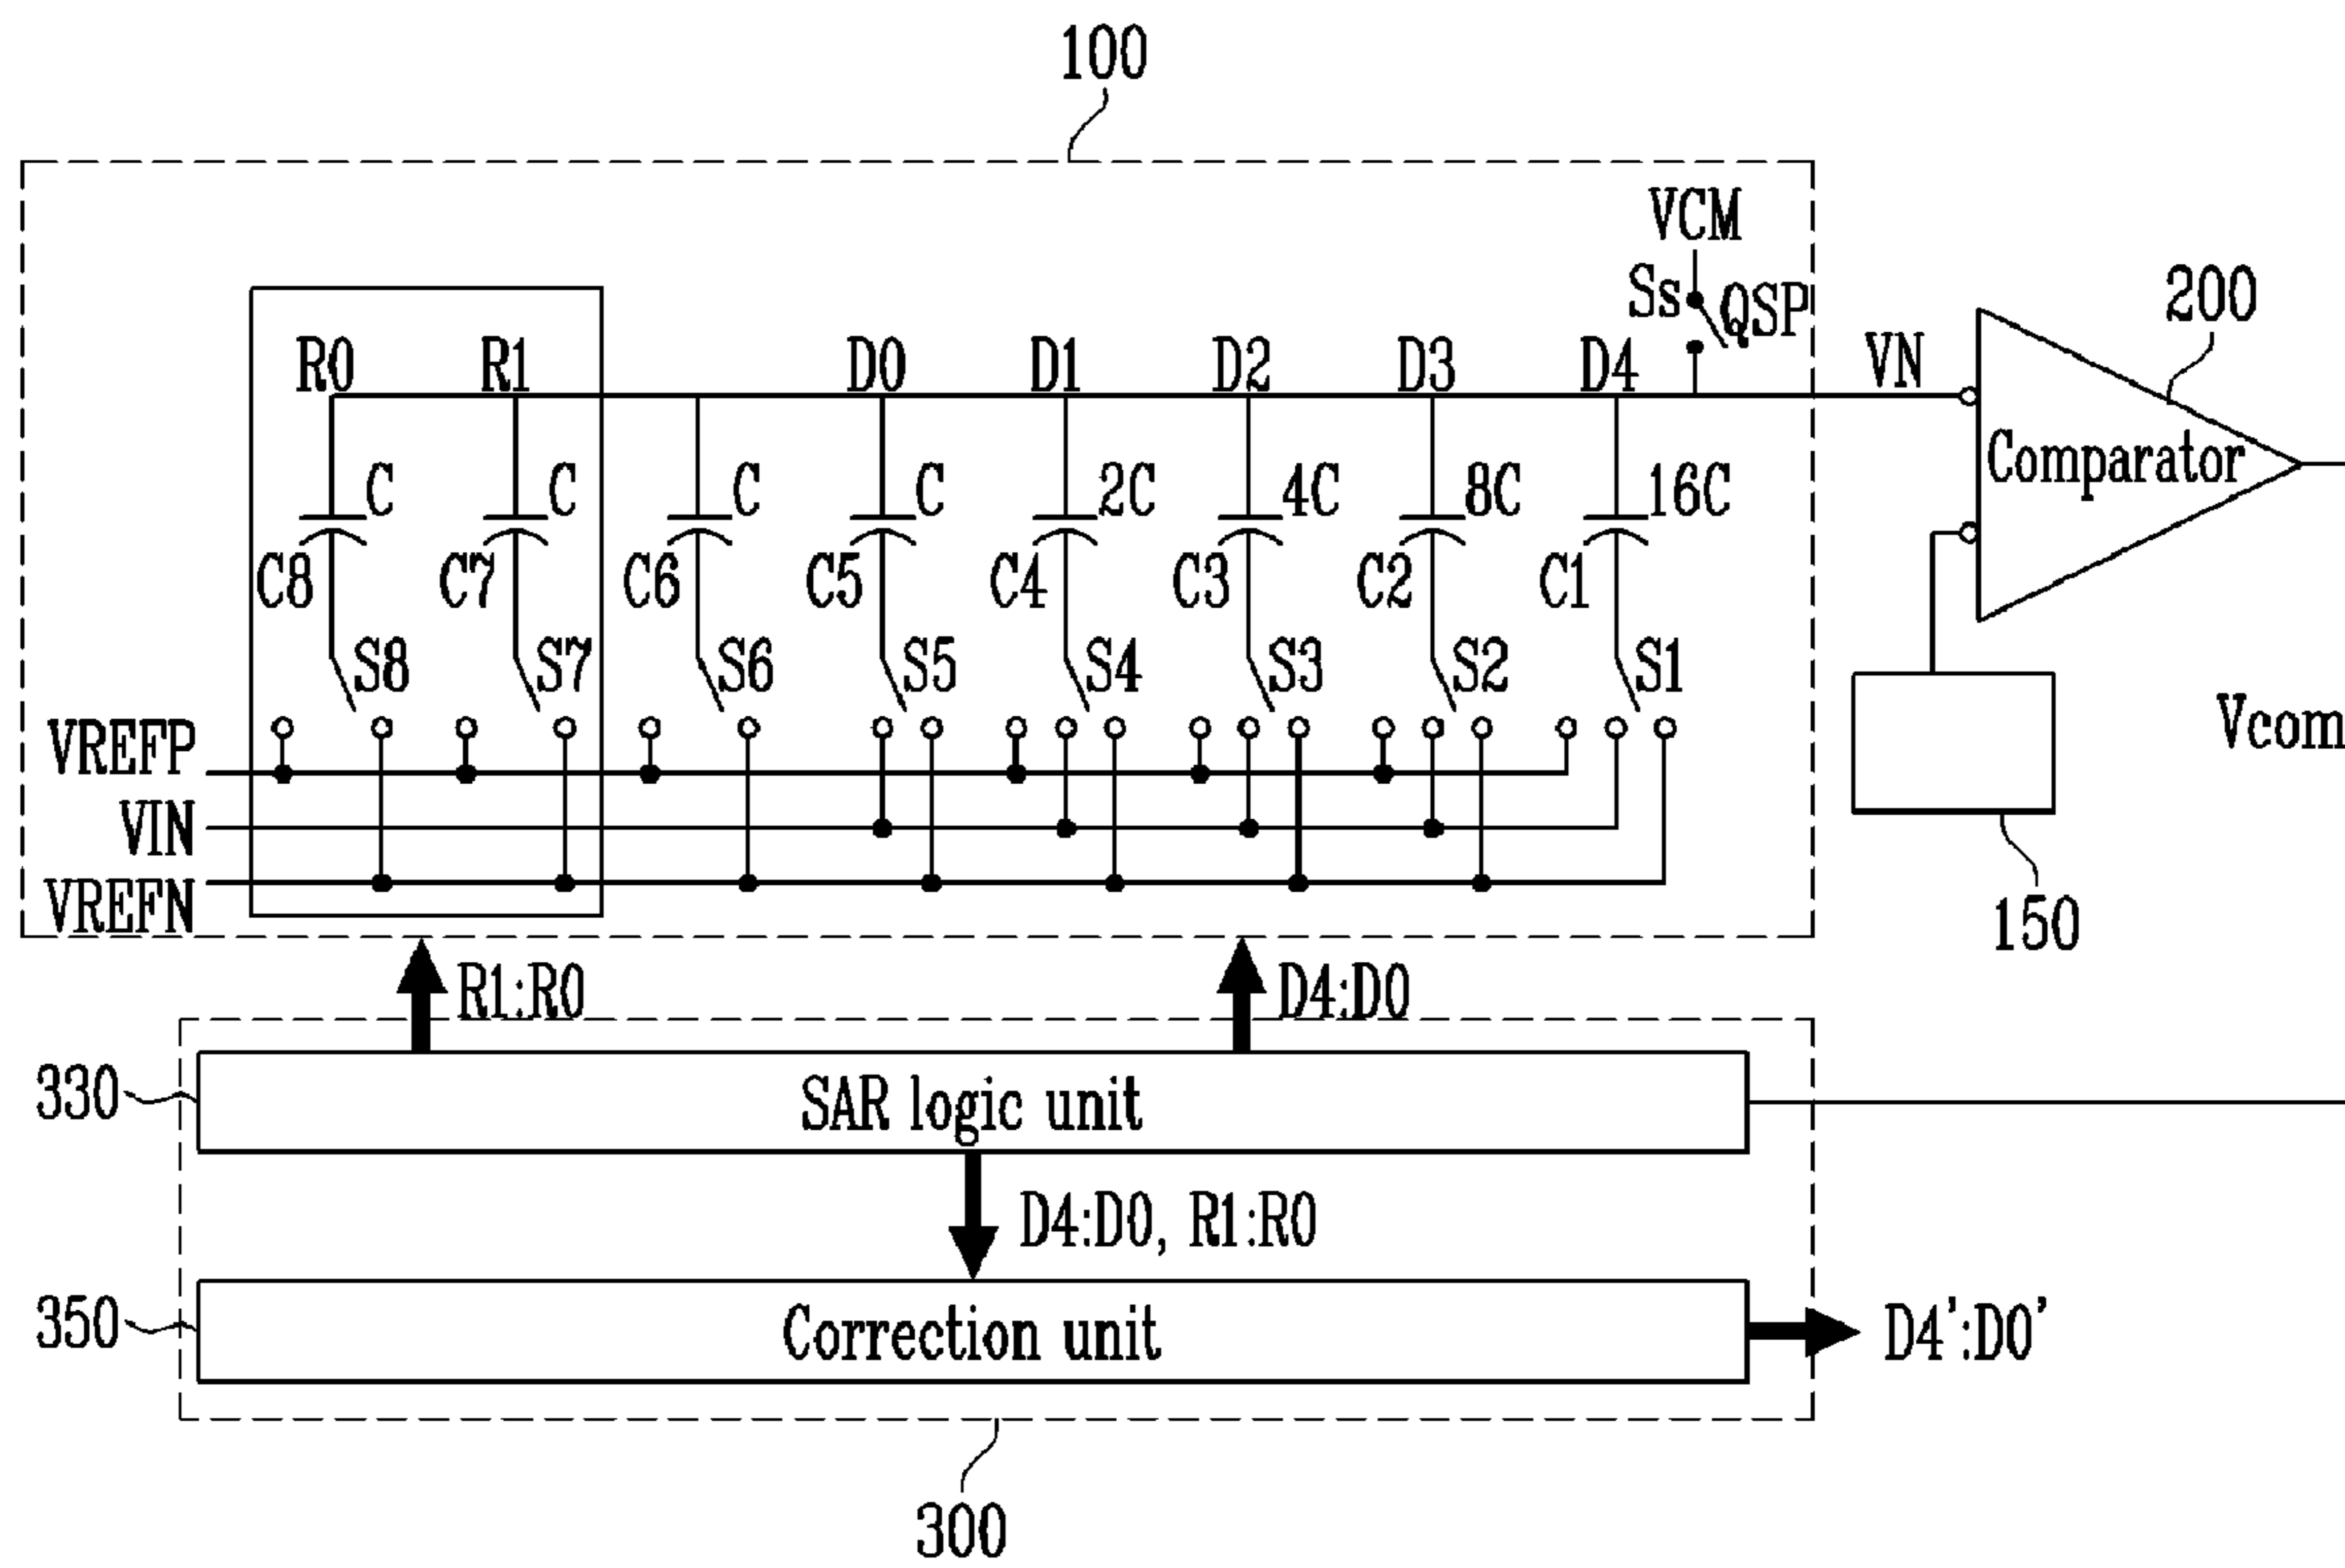 100
VCM
Ss QSP
200
R0 R1 D0 D1 D2 D3 D4 VN
Comparator
C C C C 2C 4C 8C 16C
C8 C7 C6 C5 C4 C3 C2 C1
S8 S7 S6 S5 S4 S3 S2 S1
VREFP
Vcom
VIN
VREFN
150
R1:R0 D4:D0
330
SAR logic unit
D4:D0, R1:R0
350
Correction unit
D4':D0'
300